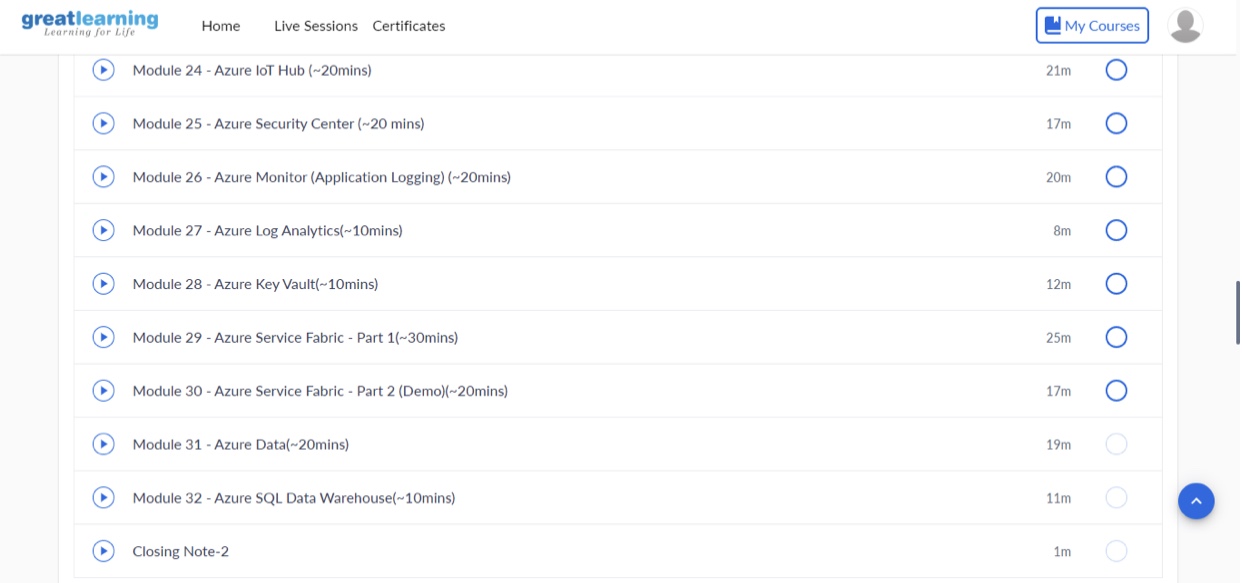 greatlearning
Learning for Life
Home Live Sessions Certificates My Courses
Module 24 - Azure IoT Hub (~20mins) 21m
Module 25 - Azure Security Center (~20 mins) 17m
Module 26 - Azure Monitor (Application Logging) (~20mins) 20m
Module 27 - Azure Log Analytics(~10mins) 8m
Module 28 - Azure Key Vault(~10mins) 12m
Module 29 - Azure Service Fabric - Part 1(~30mins) 25m
Module 30 - Azure Service Fabric - Part 2 (Demo)(~20mins) 17m
Module 31 - Azure Data(~20mins) 19m
Module 32 - Azure SQL Data Warehouse(~10mins) 11m
Closing Note-2 1m